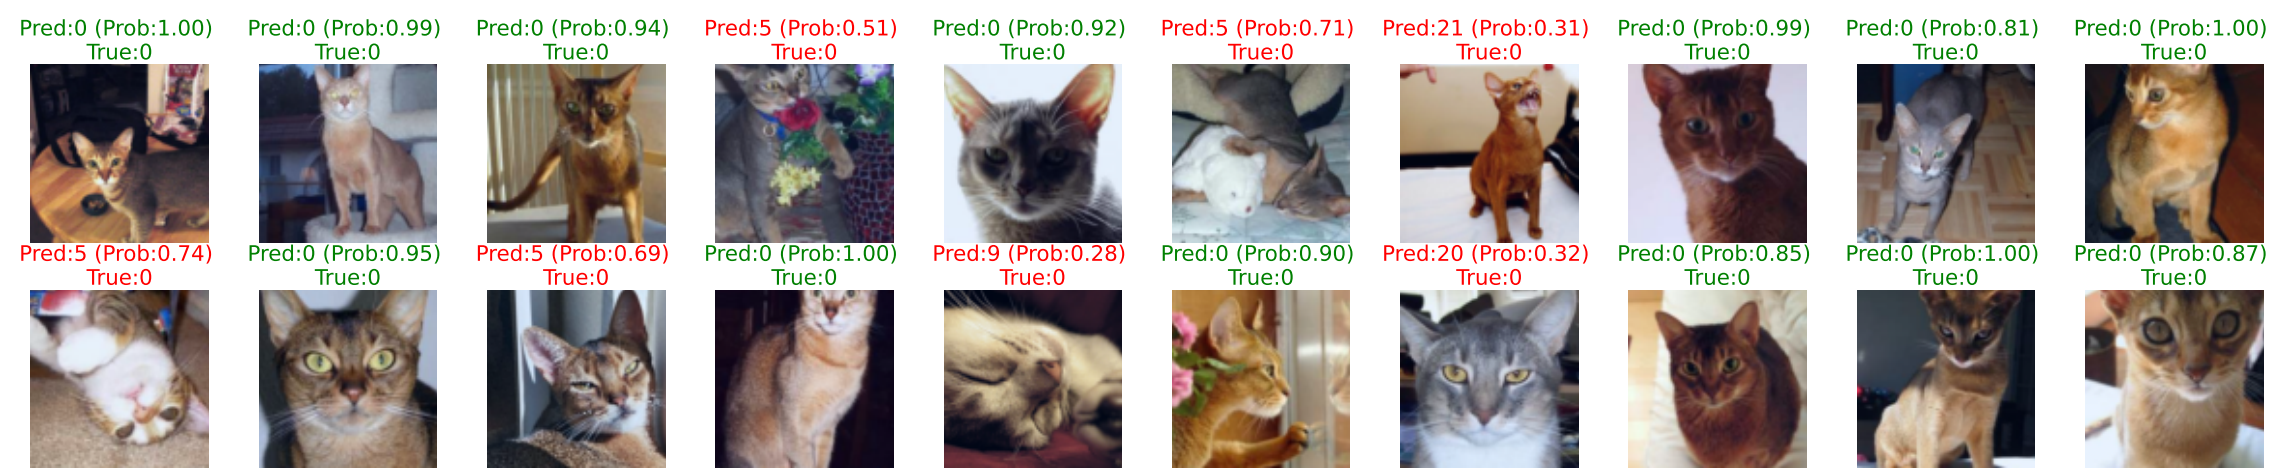 Pred:0 (Prob:1.00)
True:0
Pred:0 (Prob:0.99)
True:0
Pred:0 (Prob:0.94)
True:0
Pred:5 (Prob:0.51)
True:0
Pred:0 (Prob:0.92)
True:0
Pred:5 (Prob:0.71)
True:0
Pred:21 (Prob:0.31)
True:0
Pred:0 (Prob:0.99)
True:0
Pred:0 (Prob:0.81)
True:0
Pred:0 (Prob:1.00)
True:0
Pred:5 (Prob:0.74)
True:0
Pred:0 (Prob:0.95)
True:0
Pred:5 (Prob:0.69)
True:0
Pred:0 (Prob:1.00)
True:0
Pred:9 (Prob:0.28)
True:0
Pred:0 (Prob:0.90)
True:0
Pred:20 (Prob:0.32)
True:0
Pred:0 (Prob:0.85)
True:0
Pred:0 (Prob:1.00)
True:0
Pred:0 (Prob:0.87)
True:0